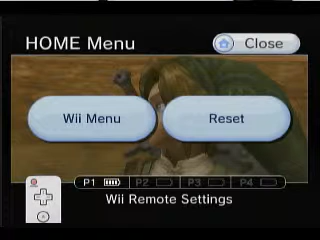 HOME Menu
Close
Wii Menu
Reset
P1 P2 P3 P4
Wii Remote Settings